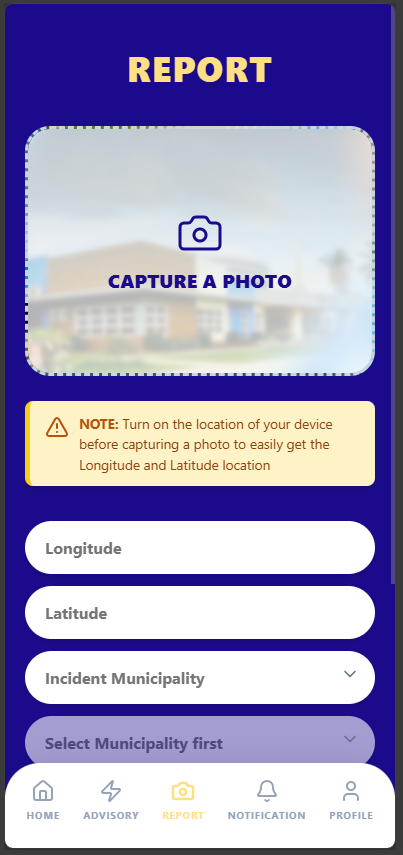 REPORT
CAPTURE A PHOTO
NOTE: Turn on the location of your device
before capturing a photo to easily get the
Longitude and Latitude location
Longitude
Latitude
Incident Municipality
Select Municipality first
HOME ADVISORY REPORT NOTIFICATION PROFILE